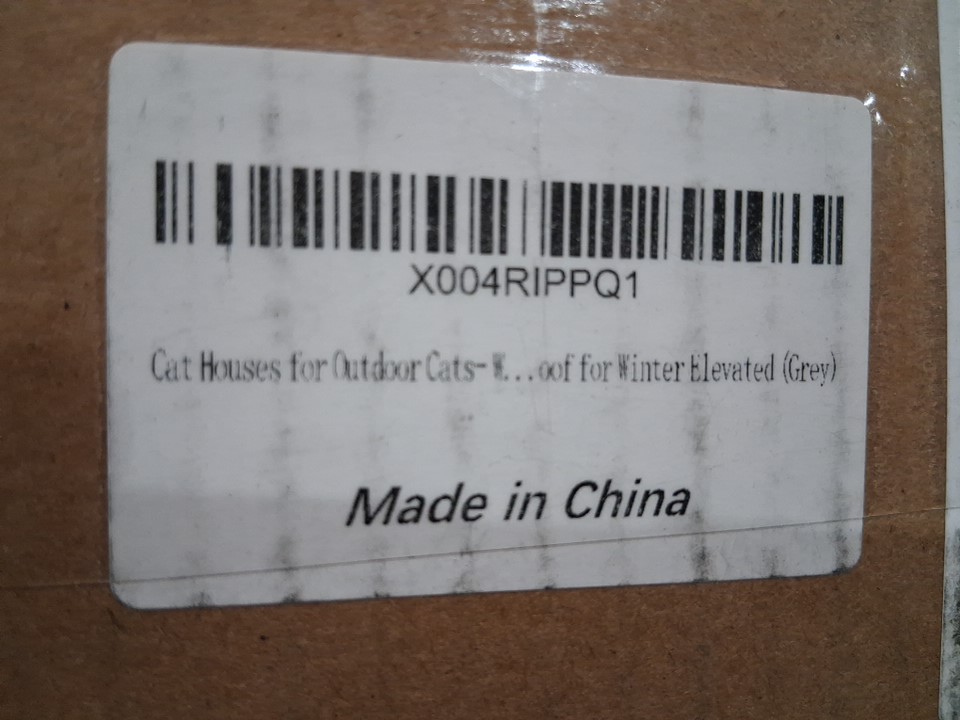 X004RIPPQ1
Cat Houses for Outdoor Cats- W...oof for Winter Elevated (Grey)
Made in China